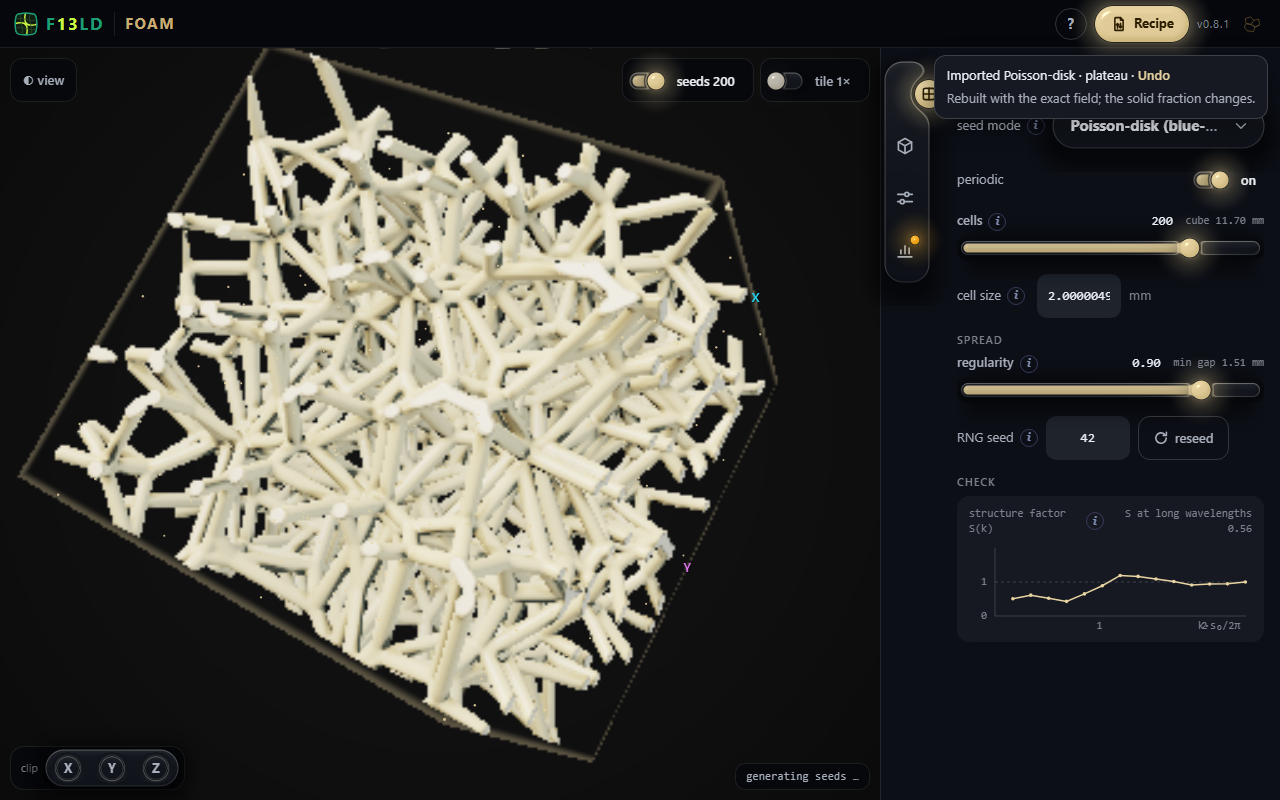 F13LD FOAM
? Recipe v0.8.1
view
seeds 200
tile 1×
Imported Poisson-disk · plateau · Undo
Rebuilt with the exact field; the solid fraction changes.
seed mode i Poisson-disk (blue-...
periodic on
cells i 200 cube 11.70 mm
cell size i 2.0000049 mm
SPREAD
regularity i 0.90 min gap 1.51 mm
RNG seed i 42 reseed
CHECK
structure factor S at long wavelengths
S(k) i 0.56
1
0
1
X
Y
clip X Y Z
generating seeds …